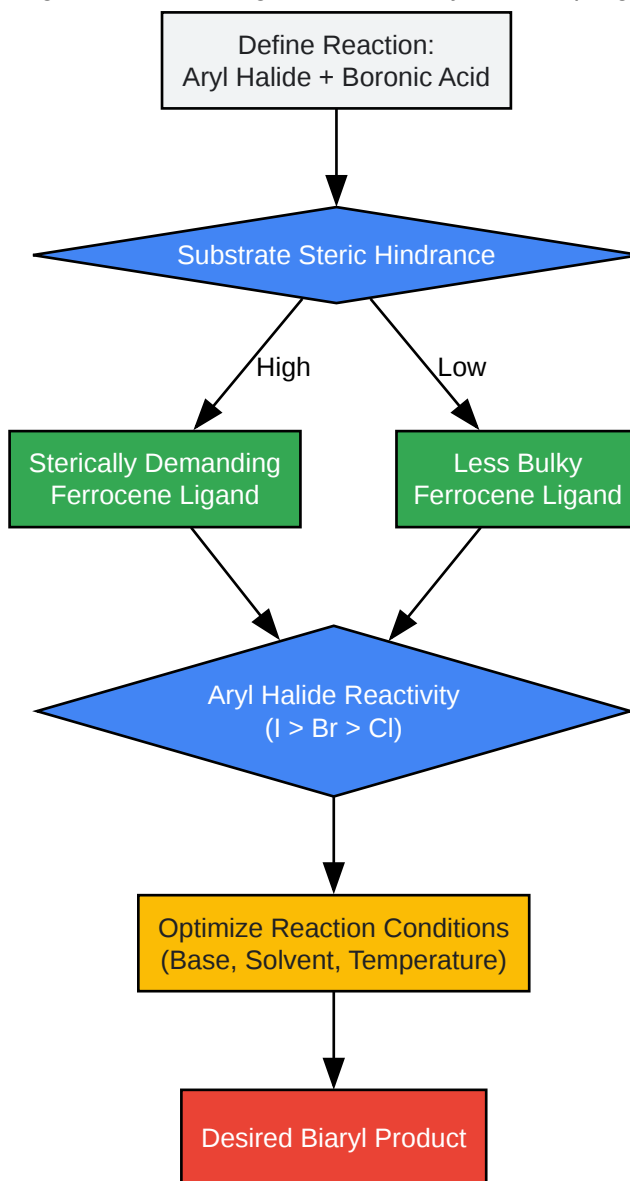 Define Reaction:
Aryl Halide + Boronic Acid
Substrate Steric Hindrance
High
Low
Sterically Demanding
Ferrocene Ligand
Less Bulky
Ferrocene Ligand
Aryl Halide Reactivity
(I > Br > Cl)
Optimize Reaction Conditions
(Base, Solvent, Temperature)
Desired Biaryl Product